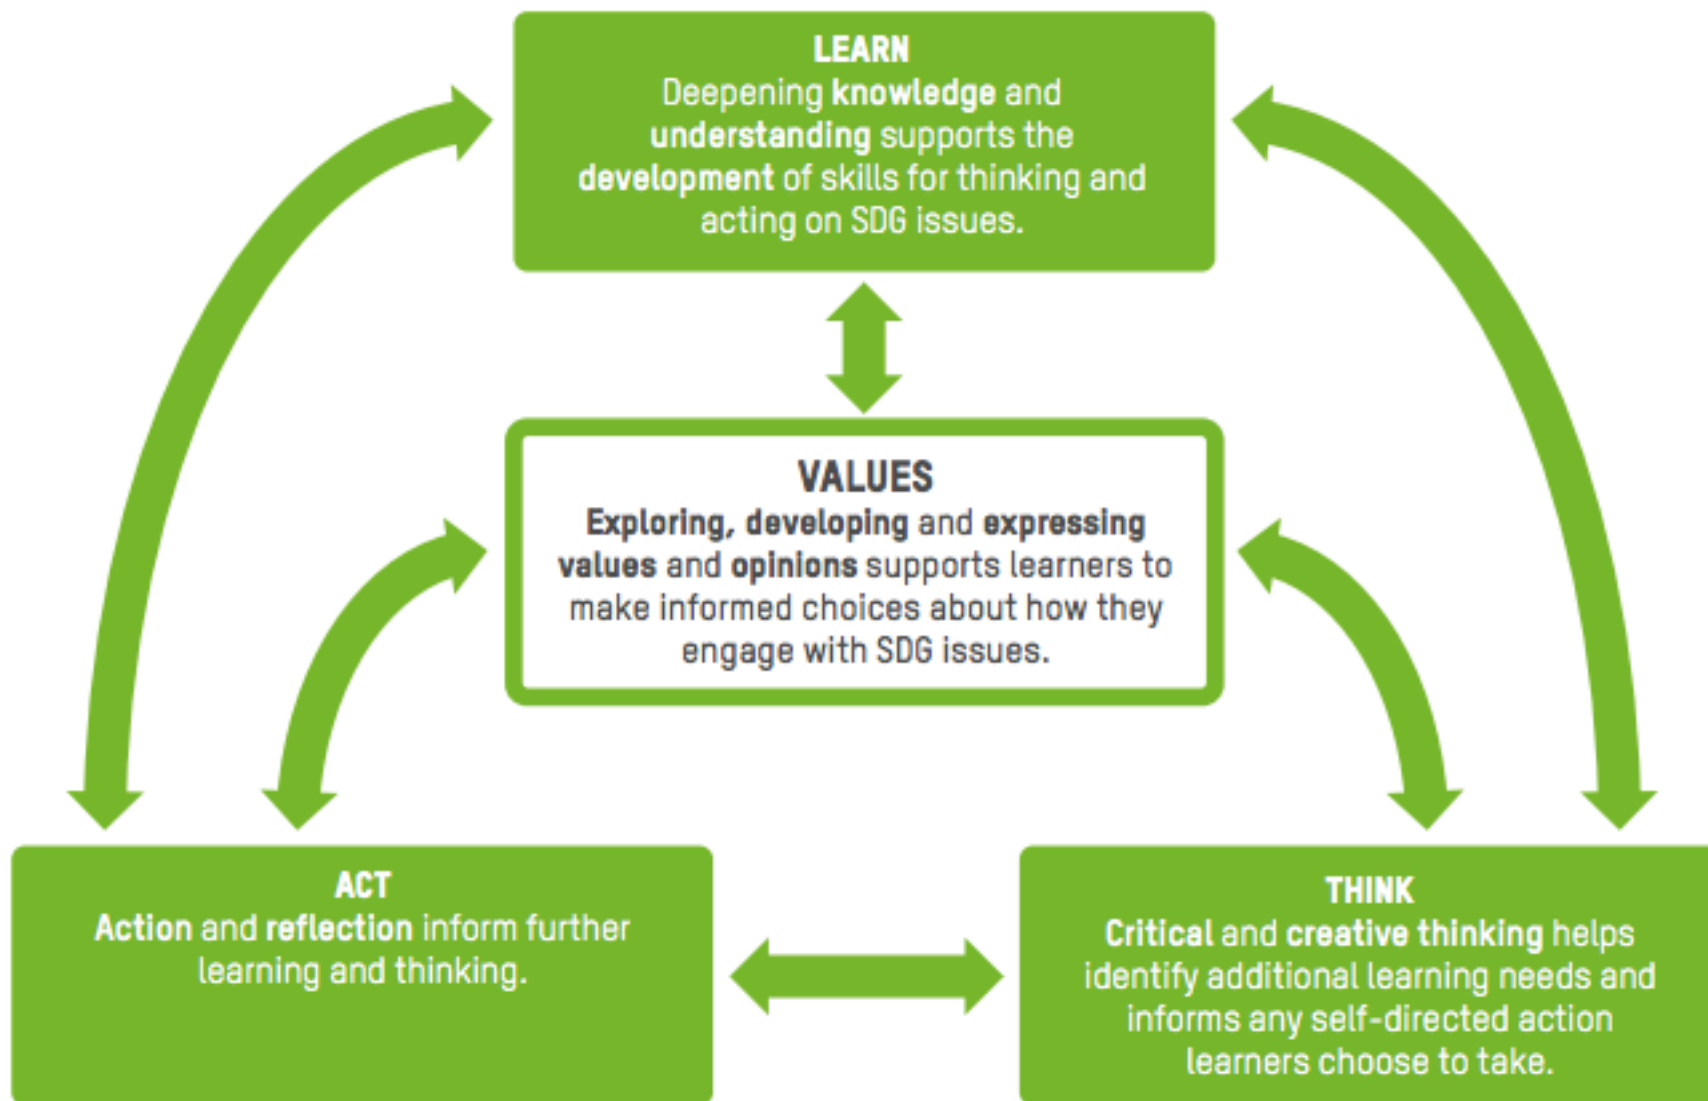 LEARN
Deepening knowledge and
understanding supports the
development of skills for thinking and
acting on SDG issues.
VALUES
Exploring, developing and expressing
values and opinions supports learners to
make informed choices about how they
engage with SDG issues.
ACT
Action and reflection inform further
learning and thinking.
THINK
Critical and creative thinking helps
identify additional learning needs and
informs any self-directed action
learners choose to take.